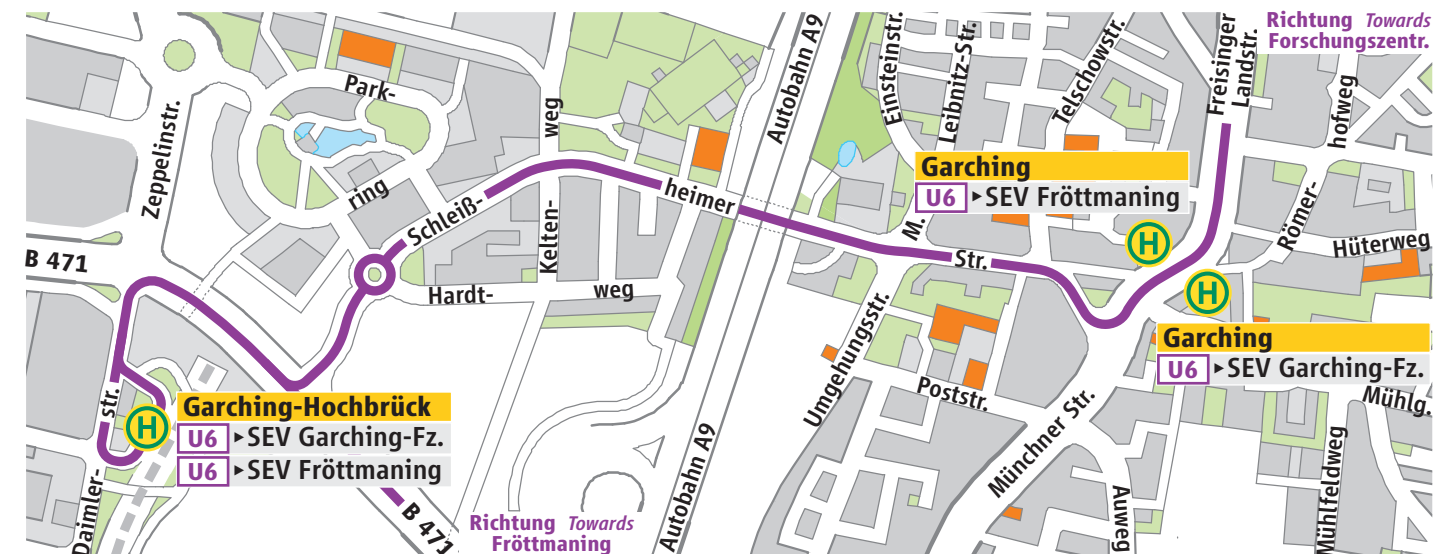 Richtung Towards
Forschungszentr.
Freisinger
Landstr.
Telschowstr.
Leibnitz-Str.
M.
Einsteinstr.
Autobahn A9
hofweg
Römer-
Hüterweg
Park-
ring
weg
Kelten-
Zeppelinstr.
Schleiß-
heimer
Str.
Garching
U6 ▸SEV Fröttmaning
H
H
B 471
Hardt-
weg
Garching
U6 ▸SEV Garching-Fz.
Umgehungsstr.
Poststr.
Münchner Str.
Mühlg.
Mühlfeldweg
Auweg
str.
Daimler-
H
Garching-Hochbrück
U6 ▸SEV Garching-Fz.
U6 ▸SEV Fröttmaning
B 471
Richtung Towards
Fröttmaning
Autobahn A9